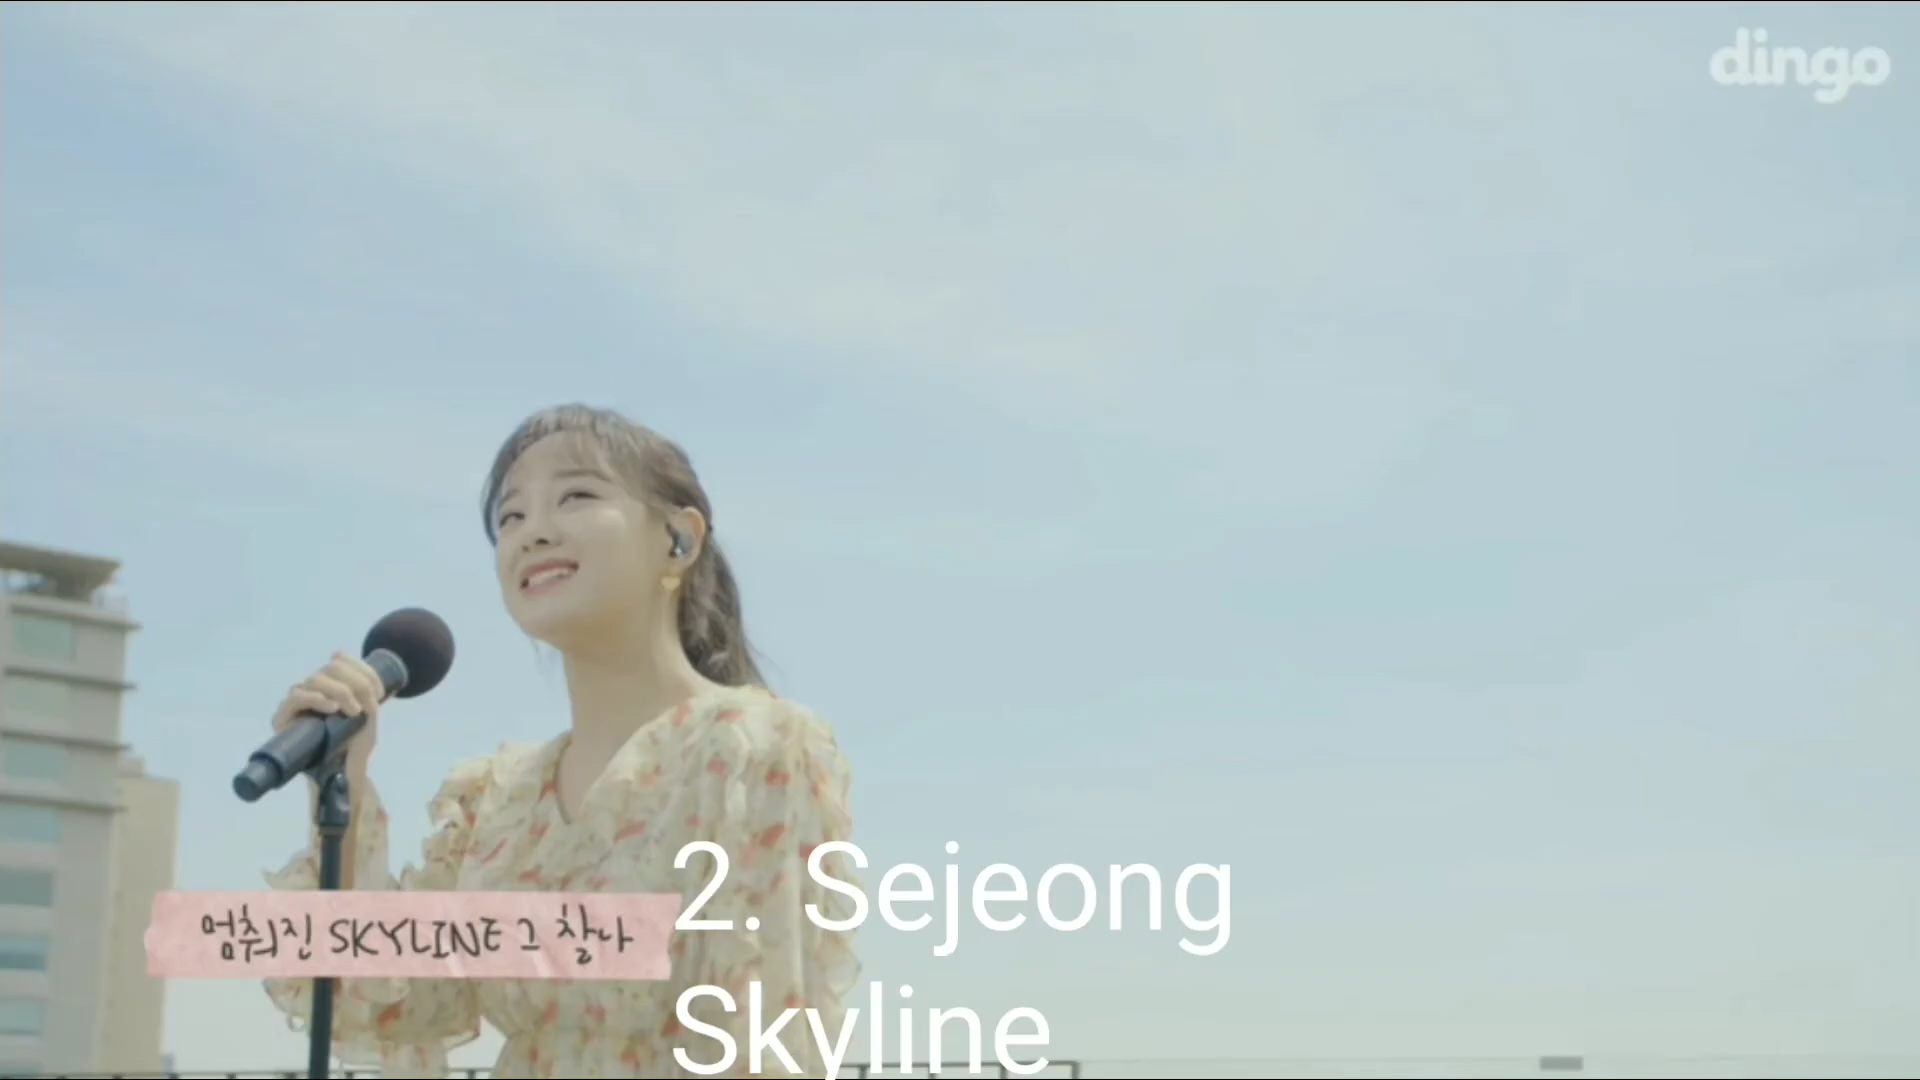 dingo
멈춰진 SKYLINE 그 찰나
2. Sejeong
Skyline